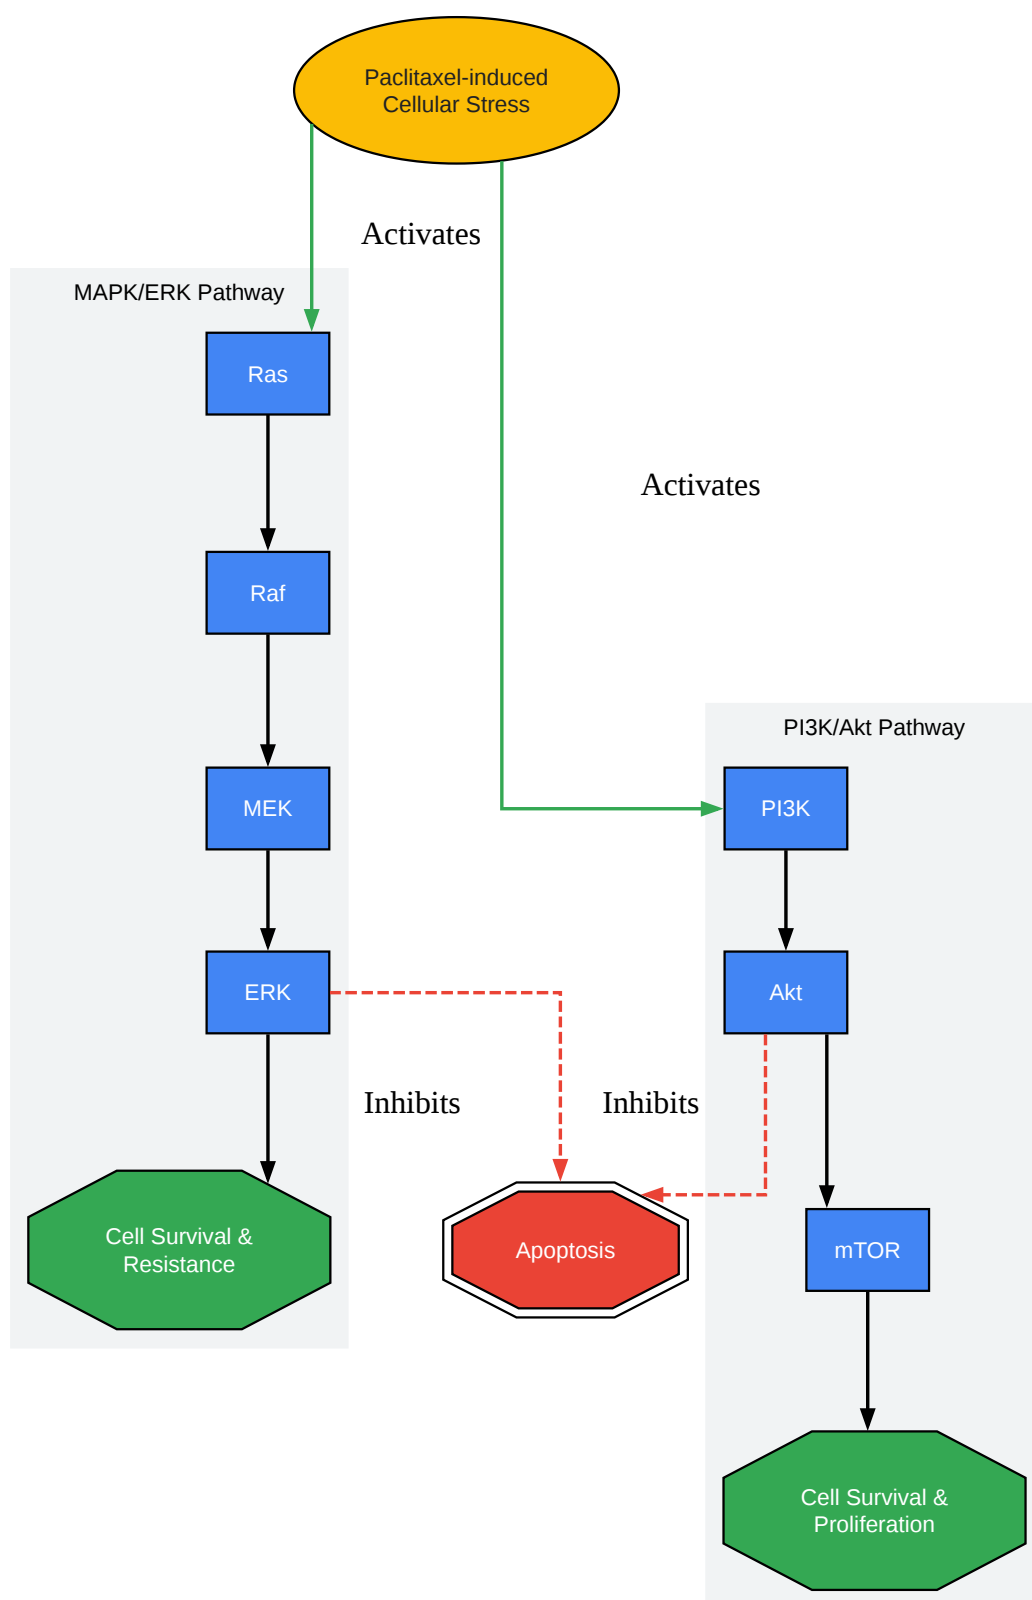 Paclitaxel-induced
Cellular Stress
Activates
MAPK/ERK Pathway
Ras
Activates
Raf
PI3K/Akt Pathway
MEK
PI3K
ERK
Akt
Inhibits
Inhibits
Cell Survival &
Resistance
Apoptosis
mTOR
Cell Survival &
Proliferation